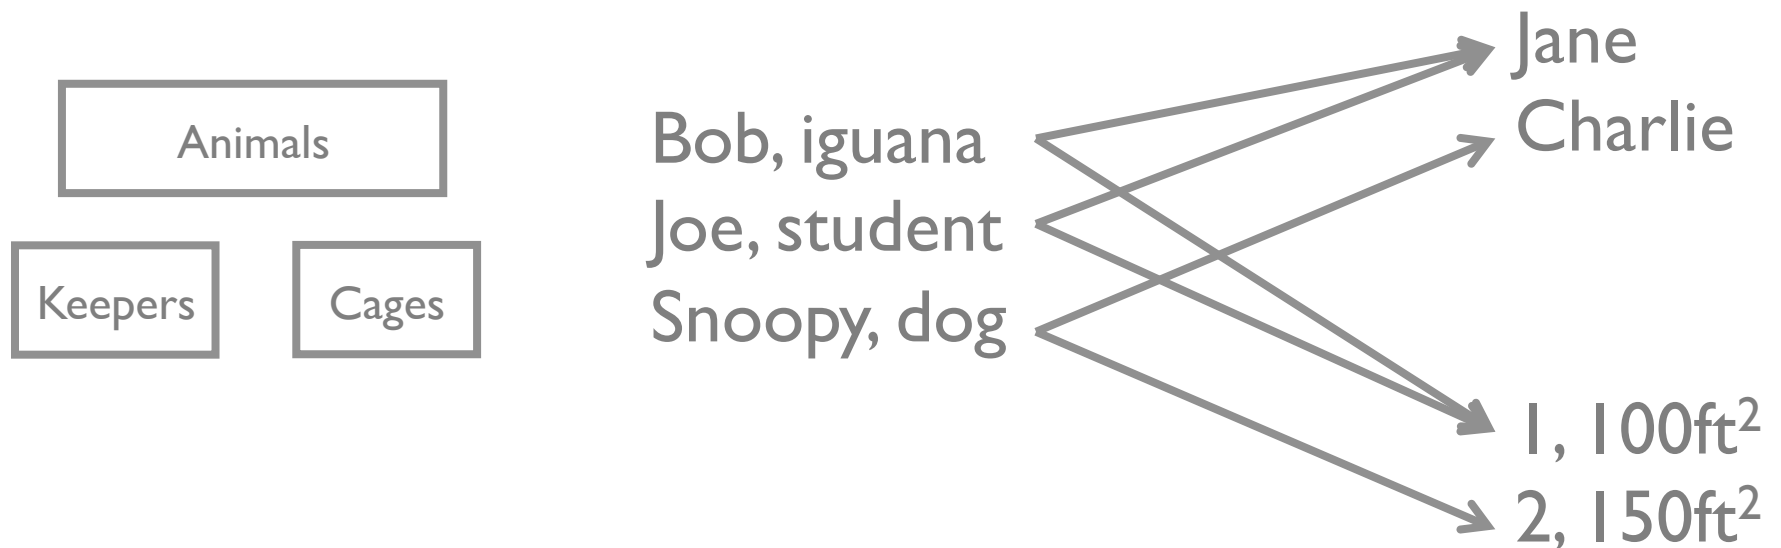 Animals
Keepers
Cages
Bob, iguana
Joe, student
Snoopy, dog
Jane
Charlie
1, 100ft²
2, 150ft²